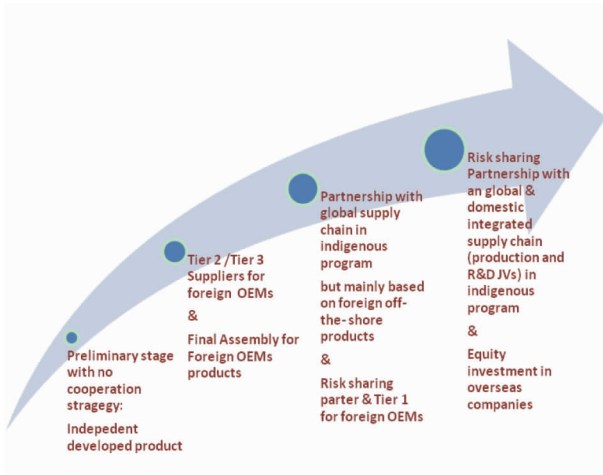 Preliminary stage
with no
cooperation
stragegy:
Indepedent
developed product
Tier 2 /Tier 3
Suppliers for
foreign OEMs
&
Final Assembly for
Foreign OEMs
products
Partnership with
global supply
chain in
indigenous
program
but mainly based
on foreign off-
the-shore
products
&
Risk sharing
parter & Tier 1
for foreign OEMs
Risk sharing
Partnership with
an global &
domestic
integrated
supply chain
(production and
R&D JVs) in
indigenous
program
&
Equity
investment in
overseas
companies